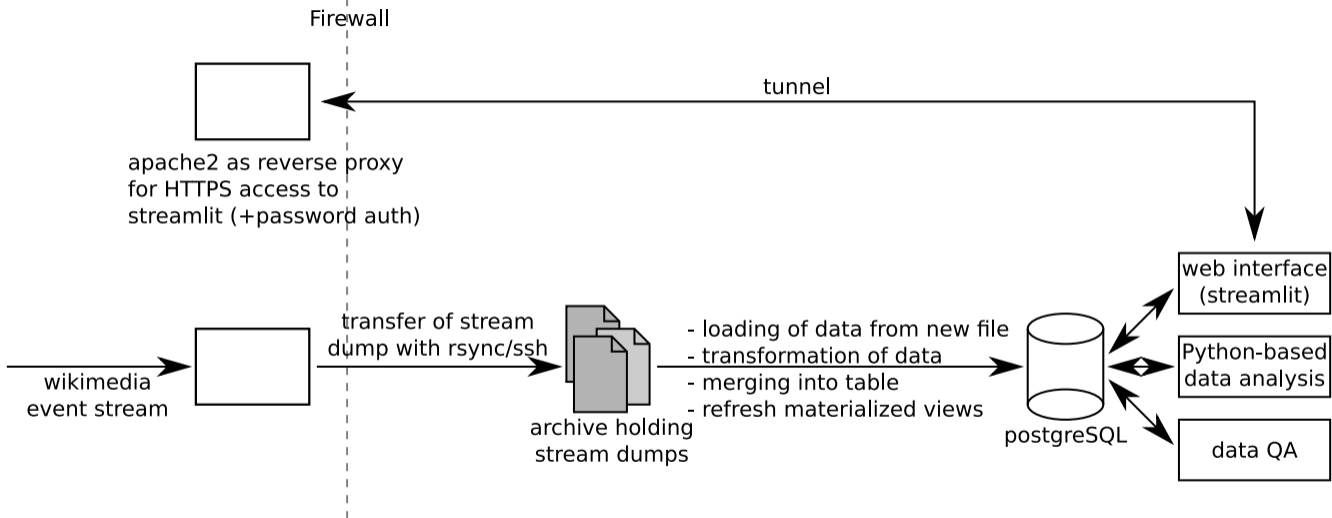 Firewall
tunnel
apache2 as reverse proxy
for HTTPS access to
streamlit (+password auth)
web interface
(streamlit)
transfer of stream
dump with rsync/ssh
- loading of data from new file
- transformation of data
- merging into table
- refresh materialized views
Python-based
data analysis
wikimedia
event stream
archive holding
stream dumps
postgreSQL
data QA